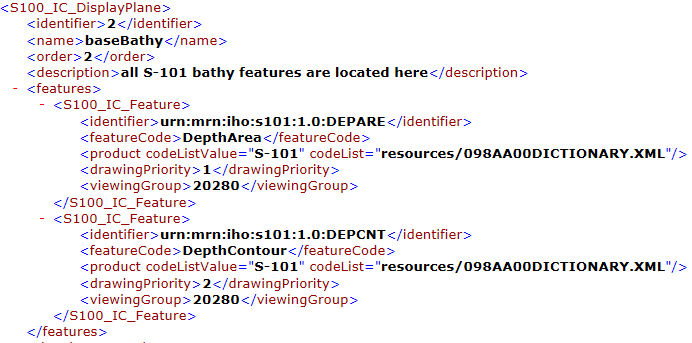 <S100_IC_DisplayPlane>
<identifier>2</identifier>
<name>baseBathy</name>
<order>2</order>
<description>all S-101 bathy features are located here</description>
- <features>
- <S100_IC_Feature>
<identifier>urn:mrn:iho:s101:1.0:DEPARE</identifier>
<featureCode>DepthArea</featureCode>
<product codeListValue="S-101" codeList="resources/098AA00DICTIONARY.XML"/>
<drawingPriority>1</drawingPriority>
<viewingGroup>20280</viewingGroup>
</S100_IC_Feature>
- <S100_IC_Feature>
<identifier>urn:mrn:iho:s101:1.0:DEPCNT</identifier>
<featureCode>DepthContour</featureCode>
<product codeListValue="S-101" codeList="resources/098AA00DICTIONARY.XML"/>
<drawingPriority>2</drawingPriority>
<viewingGroup>20280</viewingGroup>
</S100_IC_Feature>
</features>